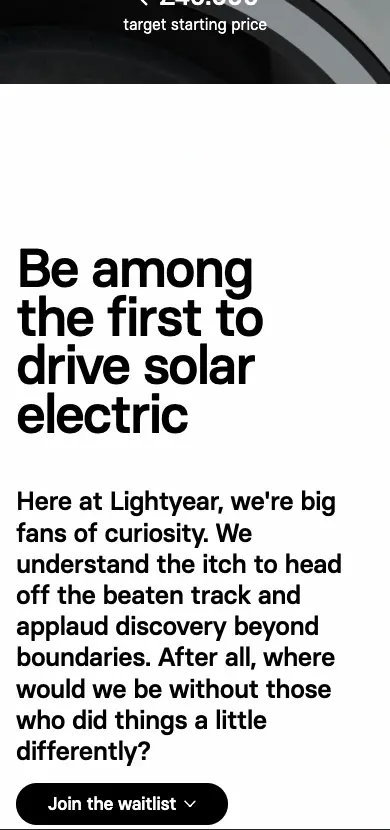 target starting price
Be among
the first to
drive solar
electric
Here at Lightyear, we're big
fans of curiosity. We
understand the itch to head
off the beaten track and
applaud discovery beyond
boundaries. After all, where
would we be without those
who did things a little
differently?
Join the waitlist